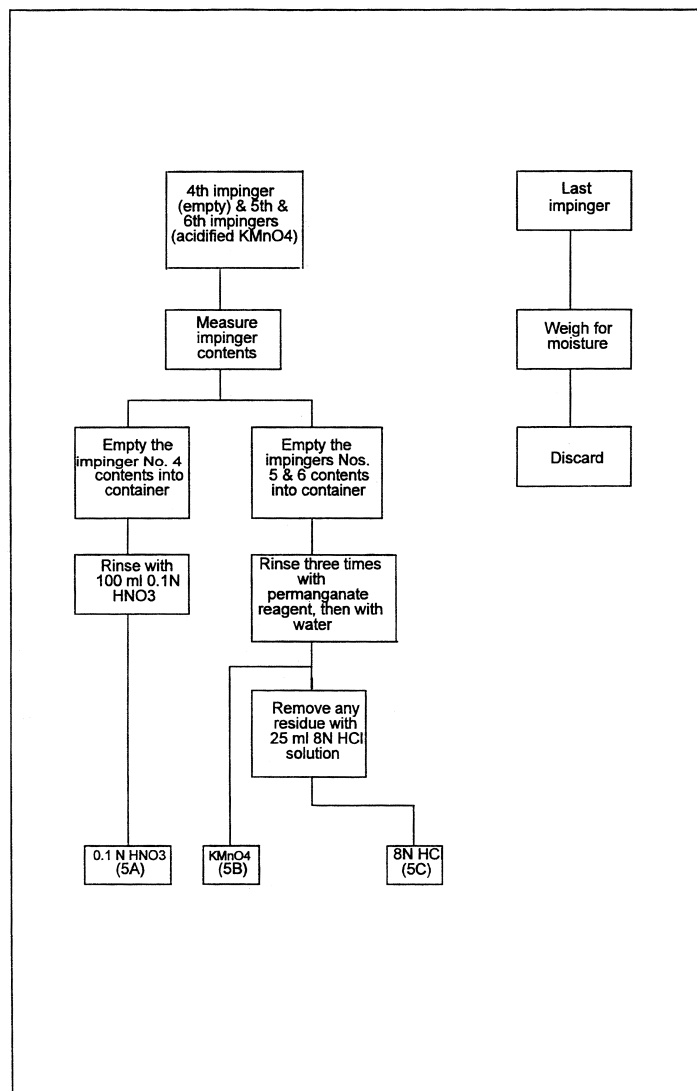 4th impinger
(empty) & 5th &
6th impingers
(acidified KMnO4)
Measure
impinger
contents
Empty the
impinger No. 4
contents into
container
Rinse with
100 ml 0.1N
HNO3
0.1 N HNO3
(5A)
Empty the
impingers Nos.
5 & 6 contents
into container
Rinse three times
with
permanganate
reagent, then with
water
KMnO4
(5B)
Remove any
residue with
25 ml 8N HCl
solution
8N HC
(5C)
Last
impinger
Weigh for
moisture
Discard